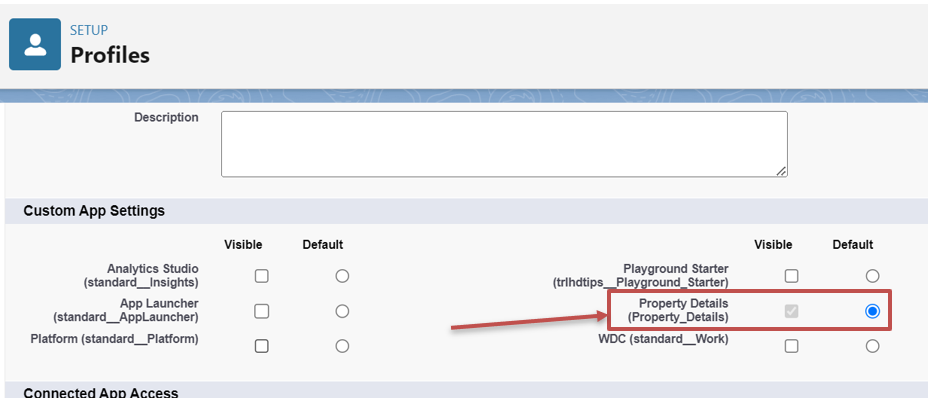 SETUP
Profiles
Description
Custom App Settings
Visible Default Visible Default
Analytics Studio
(standard__Insights)
Playground Starter
(trlhdtips__Playground_Starter)
App Launcher
(standard__AppLauncher)
Property Details
(Property_Details)
Platform (standard__Platform)
WDC (standard__Work)
Connected App Access